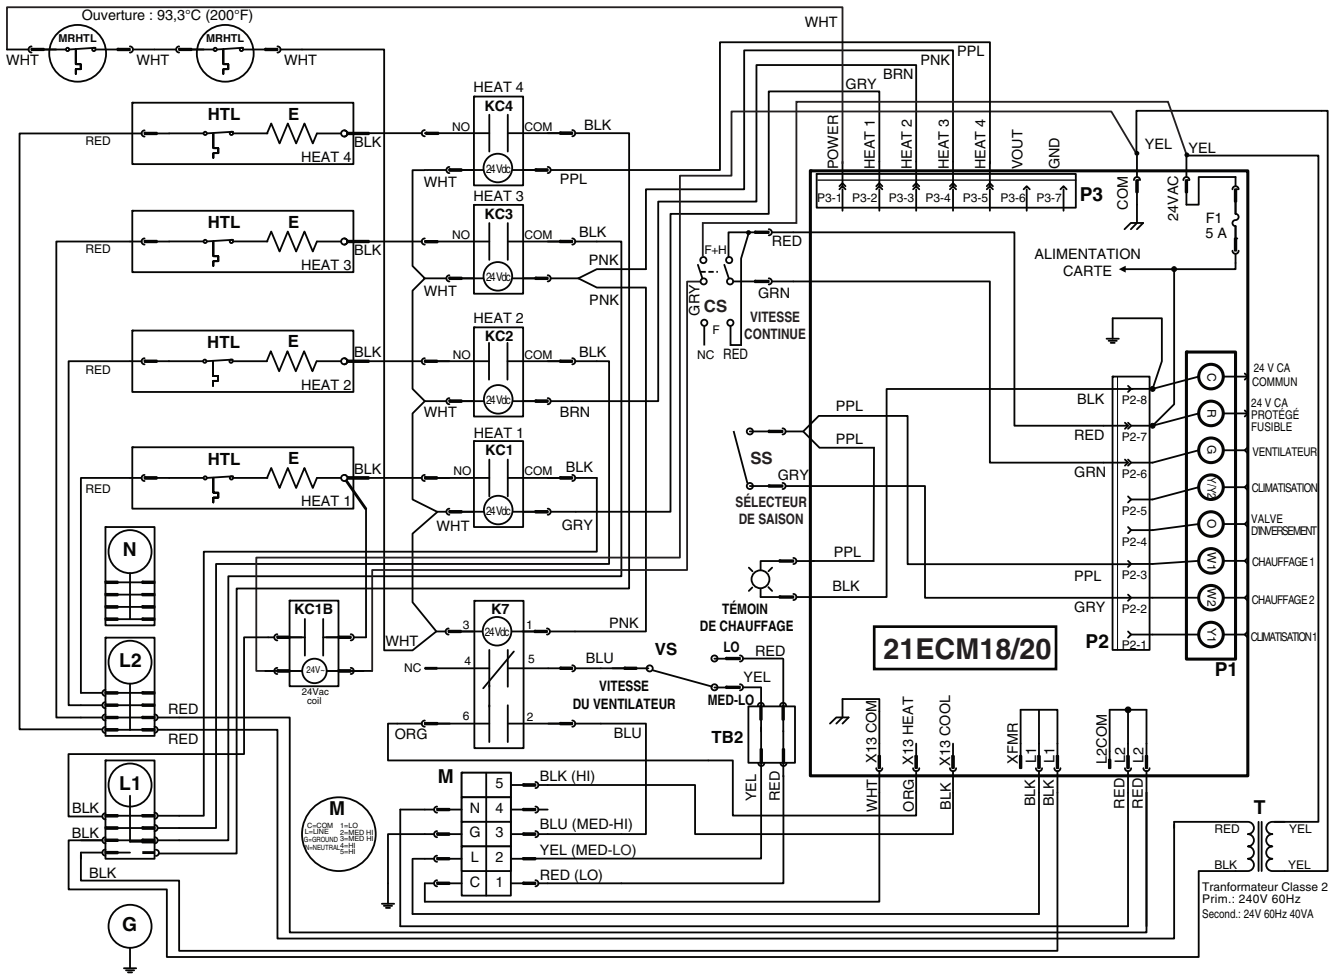 Ouverture : 93,3°C (200°F)
MRHTL
MRHTL
WHT
WHT
WHT
WHT
PPL
PNK
BRN
GRY
HEAT 4
KC4
HTL
E
NO
COM
BLK
RED
BLK
HEAT 4
24Vdc
WHT
PPL
HEAT 3
KC3
HTL
E
NO
COM
BLK
RED
BLK
HEAT 3
24Vdc
WHT
PNK
PNK
HEAT 2
KC2
HTL
E
BLK
NO
COM
BLK
RED
HEAT 2
24Vdc
WHT
BRN
HEAT 1
KC1
HTL
E
BLK
NO
COM
BLK
RED
HEAT 1
24Vdc
WHT
GRY
POWER
HEAT 1
HEAT 2
HEAT 3
HEAT 4
VOUT
GND
P3-1
P3-2
P3-3
P3-4
P3-5
P3-6
P3-7
P3
COM
YEL
24VAC
YEL
F1
5 A
ALIMENTATION
CARTE
F+H
RED
GRY
CS
GRN
VITESSE
CONTINUE
F
NC
RED
BLK
P2-8
RED
P2-7
GRN
P2-6
P2-5
P2-4
PPL
P2-3
GRY
P2-2
P2
P2-1
C
24 V CA
COMMUN
R
24 V CA
PROTÉGÉ
FUSIBLE
G
VENTILATEUR
Y/Y2
CLIMATISATION
O
VALVE
D'INVERSEMENT
W1
CHAUFFAGE 1
W2
CHAUFFAGE 2
Y1
CLIMATISATION1
P1
PPL
PPL
SS
GRY
SÉLECTEUR
DE SAISON
PPL
BLK
TÉMOIN
DE CHAUFFAGE
21ECM18/20
N
L2
RED
RED
L1
BLK
BLK
BLK
G
KC1B
24V~
24Vac
coil
WHT
K7
3
24Vdc
1
PNK
NC
4
5
BLU
VS
LO
RED
YEL
VITESSE
DU VENTILATEUR
MED-LO
ORG
6
2
BLU
TB2
YEL
RED
M
5
BLK (HI)
N
4
G
3
BLU (MED-HI)
L
2
YEL (MED-LO)
C
1
RED (LO)
M
C=COM
1=LO
L=LINE
2=MED HI
G=GROUND
3=MED HI
N=NEUTRAL
4=HI
5=HI
X13 COM
X13 HEAT
X13 COOL
XFMR
L1
L1
L2COM
L2
L2
WHT
ORG
BLK
BLK
BLK
RED
RED
T
RED
YEL
BLK
YEL
Tranformateur Classe 2
Prim.: 240V 60Hz
Second.: 24V 60Hz 40VA